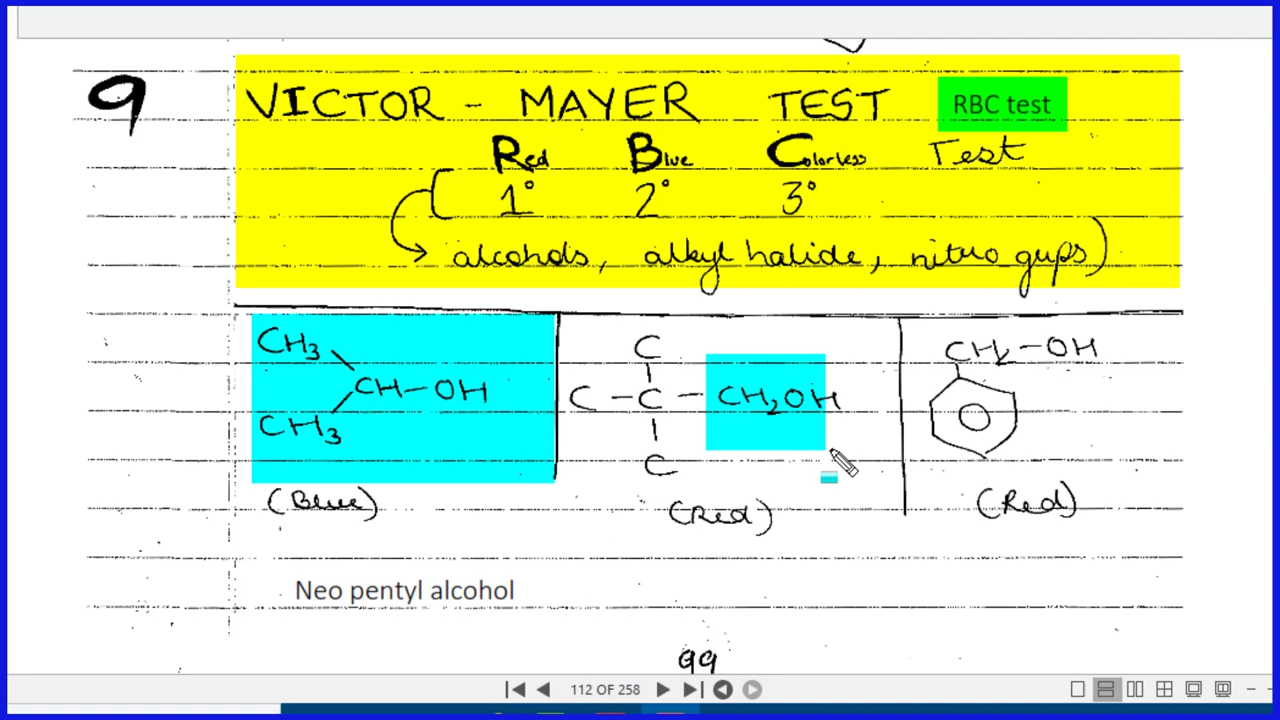 9
VICTOR - MAYER TEST RBC test
Red Blue Colorless Test
1° 2° 3°
alcohols, alkyl halide, nitro gups)
CH3
CH-OH
CH3
(Blue)
C
C-C-CH2OH
C
(Red)
CH2-OH
(Red)
Neo pentyl alcohol
99
112 OF 258